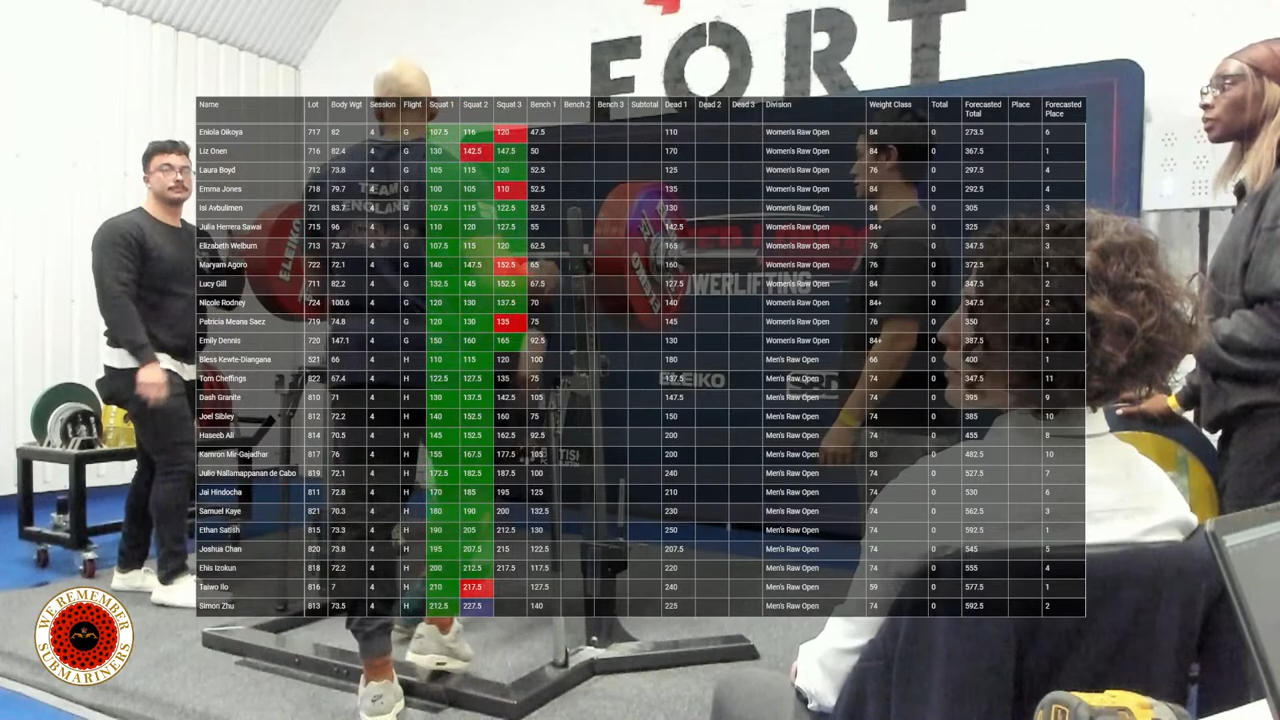 FORT
Name Lot Body Wgt Session Flight Squat 1 Squat 2 Squat 3 Bench 1 Bench 2 Bench 3 Subtotal Dead 1 Dead 2 Dead 3 Division Weight Class Total Forecasted Total Place Forecasted Place
Eniola Oikoya 717 82 4 G 107.5 116 120 47.5 110 Women's Raw Open 84 0 273.5 6
Liz Onen 716 82.4 4 G 130 142.5 147.5 50 170 Women's Raw Open 84 0 367.5 1
Laura Boyd 712 73.8 4 G 105 115 120 52.5 125 Women's Raw Open 76 0 297.5 4
Emma Jones 718 79.7 4 G 100 105 110 52.5 135 Women's Raw Open 84 0 292.5 4
Isi Avbulimen 721 83.7 4 G 107.5 115 122.5 52.5 130 Women's Raw Open 84 0 305 3
Julia Herrera Sawai 715 96 4 G 110 120 127.5 55 142.5 Women's Raw Open 84+ 0 325 3
Elizabeth Welburn 713 73.7 4 G 107.5 115 120 62.5 165 Women's Raw Open 76 0 347.5 3
Maryam Agoro 722 72.1 4 G 140 147.5 152.5 65 160 Women's Raw Open 76 0 372.5 1
Lucy Gill 711 82.2 4 G 132.5 145 152.5 67.5 127.5 Women's Raw Open 84 0 347.5 2
Nicole Rodney 724 100.6 4 G 120 130 137.5 70 140 Women's Raw Open 84+ 0 347.5 2
Patricia Meana Saez 719 74.8 4 G 120 130 135 75 145 Women's Raw Open 76 0 350 2
Emily Dennis 720 147.1 4 G 150 160 165 92.5 130 Women's Raw Open 84+ 0 387.5 1
Bless Kewte-Diangana 521 66 4 H 110 115 120 100 180 Men's Raw Open 66 0 400 1
Tom Cheffings 822 67.4 4 H 122.5 127.5 135 75 137.5 Men's Raw Open 74 0 347.5 11
Dash Granite 810 71 4 H 130 137.5 142.5 105 147.5 Men's Raw Open 74 0 395 9
Joel Sibley 812 72.2 4 H 140 152.5 160 75 150 Men's Raw Open 74 0 385 10
Haseeb Ali 814 70.5 4 H 145 152.5 162.5 92.5 200 Men's Raw Open 74 0 455 8
Kamron Mir-Gajadhar 817 76 4 H 155 167.5 177.5 105 200 Men's Raw Open 83 0 482.5 10
Julio Nallamappanan de Cabo 819 72.1 4 H 172.5 182.5 187.5 100 240 Men's Raw Open 74 0 527.5 7
Jai Hindocha 811 72.8 4 H 170 185 195 125 210 Men's Raw Open 74 0 530 6
Samuel Kaye 821 70.3 4 H 180 190 200 132.5 230 Men's Raw Open 74 0 562.5 3
Ethan Satish 815 73.3 4 H 190 205 212.5 130 250 Men's Raw Open 74 0 592.5 1
Joshua Chan 820 73.8 4 H 195 207.5 215 122.5 207.5 Men's Raw Open 74 0 545 5
Ehis Izokun 818 72.2 4 H 200 212.5 217.5 117.5 220 Men's Raw Open 74 0 555 4
Taiwo Ilo 816 7 4 H 210 217.5 127.5 240 Men's Raw Open 59 0 577.5 1
Simon Zhu 813 73.5 4 H 212.5 227.5 140 225 Men's Raw Open 74 0 592.5 2
TEAM
ENGLAND
ELEIKO
POWERLIFTING
ELEIKO
WE REMEMBER
SUBMARINERS